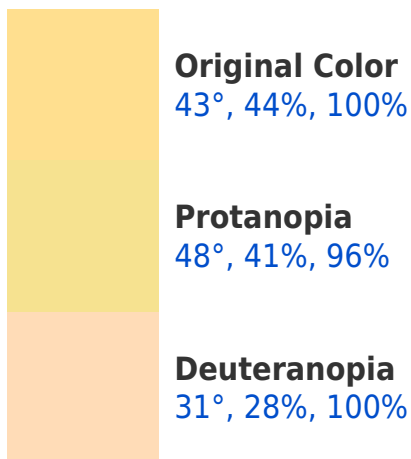 Original Color
43°, 44%, 100%
Protanopia
48°, 41%, 96%
Deuteranopia
31°, 28%, 100%